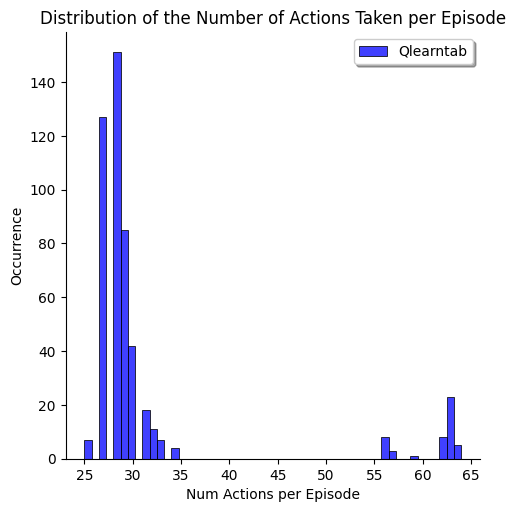 Distribution of the Number of Actions Taken per Episode
Qlearntab
140
120
100
80
60
40
20
0
Occurrence
25 30 35 40 45 50 55 60 65
Num Actions per Episode